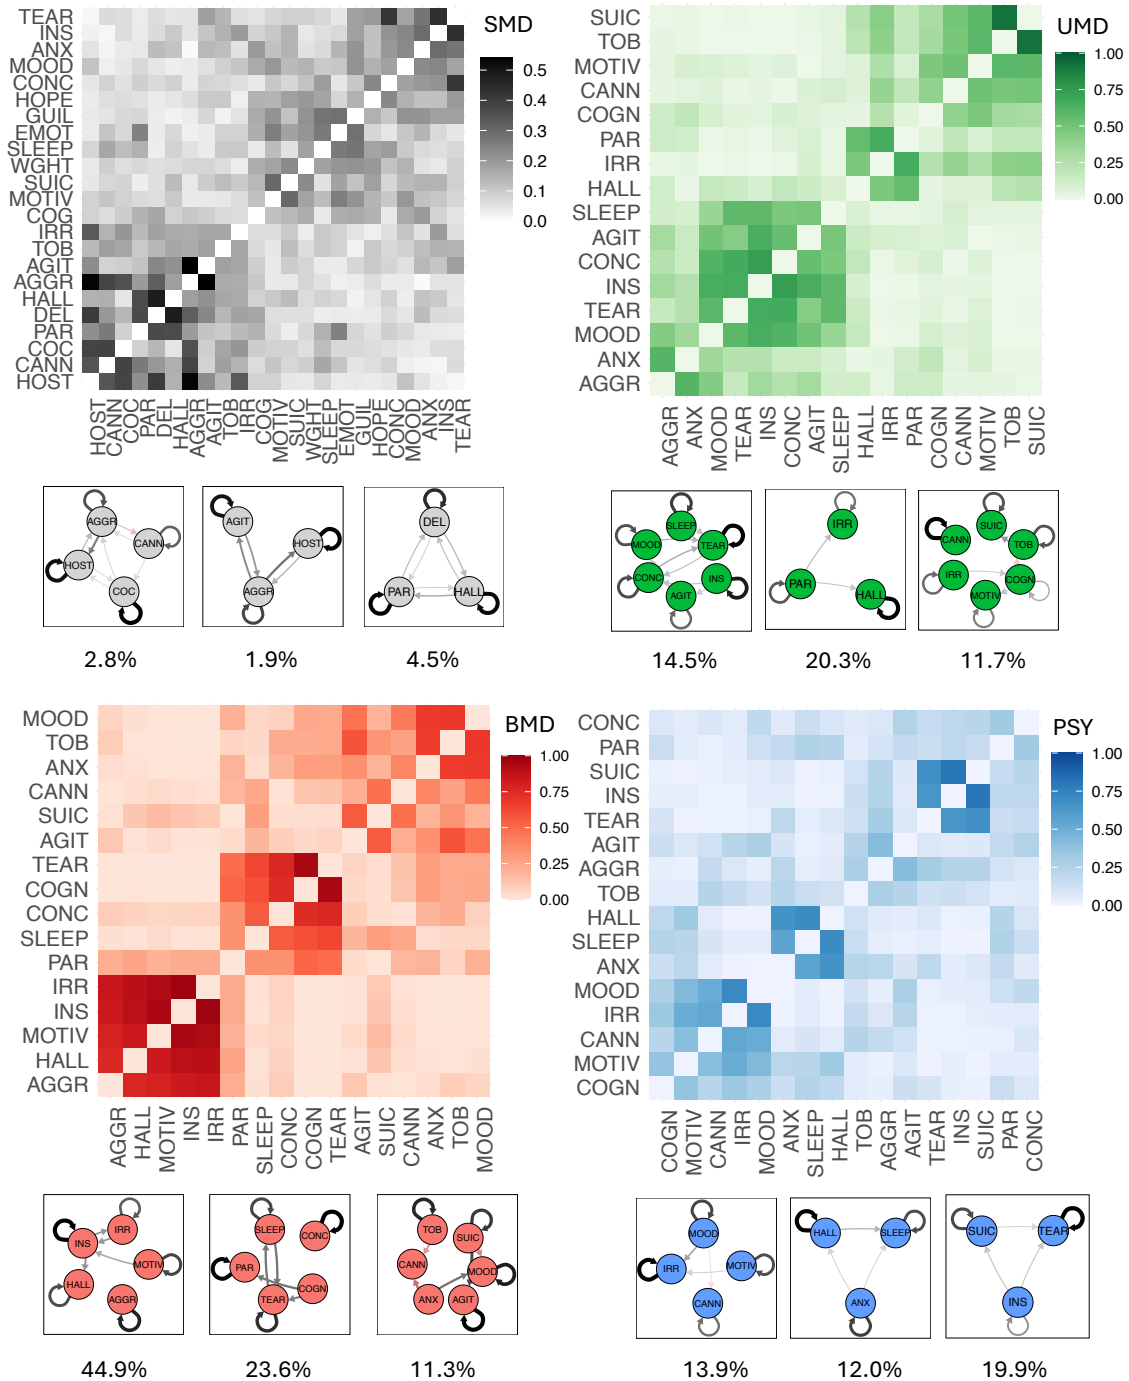 SMD
TEAR
INS
ANX
MOOD
CONC
HOPE
GUIL
EMOT
SLEEP
WGHT
SUIC
MOTIV
COG
IRR
TOB
AGIT
AGGR
HALL
DEL
PAR
COC
CANN
HOST
0.5
0.4
0.3
0.2
0.1
0.0
HOST
CANN
COC
PAR
DEL
HALL
AGGR
AGIT
TOB
IRR
COG
MOTIV
SUIC
WGHT
SLEEP
EMOT
GUIL
HOPE
CONC
MOOD
ANX
INS
TEAR
UMD
SUIC
TOB
MOTIV
CANN
COGN
PAR
IRR
HALL
SLEEP
AGIT
CONC
INS
TEAR
MOOD
ANX
AGGR
1.00
0.75
0.50
0.25
0.00
AGGR
ANX
MOOD
TEAR
INS
CONC
AGIT
SLEEP
HALL
IRR
PAR
COGN
CANN
MOTIV
TOB
SUIC
AGGR
CANN
HOST
COC
AGIT
HOST
AGGR
DEL
PAR
HALL
2.8%
1.9%
4.5%
SLEEP
MOOD
TEAR
CONC
INS
AGIT
IRR
PAR
HALL
SUIC
CANN
TOB
IRR
COGN
MOTIV
14.5%
20.3%
11.7%
BMD
MOOD
TOB
ANX
CANN
SUIC
AGIT
TEAR
COGN
CONC
SLEEP
PAR
IRR
INS
MOTIV
HALL
AGGR
1.00
0.75
0.50
0.25
0.00
AGGR
HALL
MOTIV
INS
IRR
PAR
SLEEP
CONC
COGN
TEAR
AGIT
SUIC
CANN
ANX
TOB
MOOD
PSY
CONC
PAR
SUIC
INS
TEAR
AGIT
AGGR
TOB
HALL
SLEEP
ANX
MOOD
IRR
CANN
MOTIV
COGN
1.00
0.75
0.50
0.25
0.00
COGN
MOTIV
CANN
IRR
MOOD
ANX
SLEEP
HALL
TOB
AGGR
AGIT
TEAR
INS
SUIC
PAR
CONC
IRR
INS
MOTIV
HALL
AGGR
SLEEP
CONC
PAR
COGN
TEAR
TOB
SUIC
CANN
MOOD
ANX
AGIT
44.9%
23.6%
11.3%
MOOD
IRR
MOTIV
CANN
HALL
SLEEP
ANX
SUIC
TEAR
INS
13.9%
12.0%
19.9%